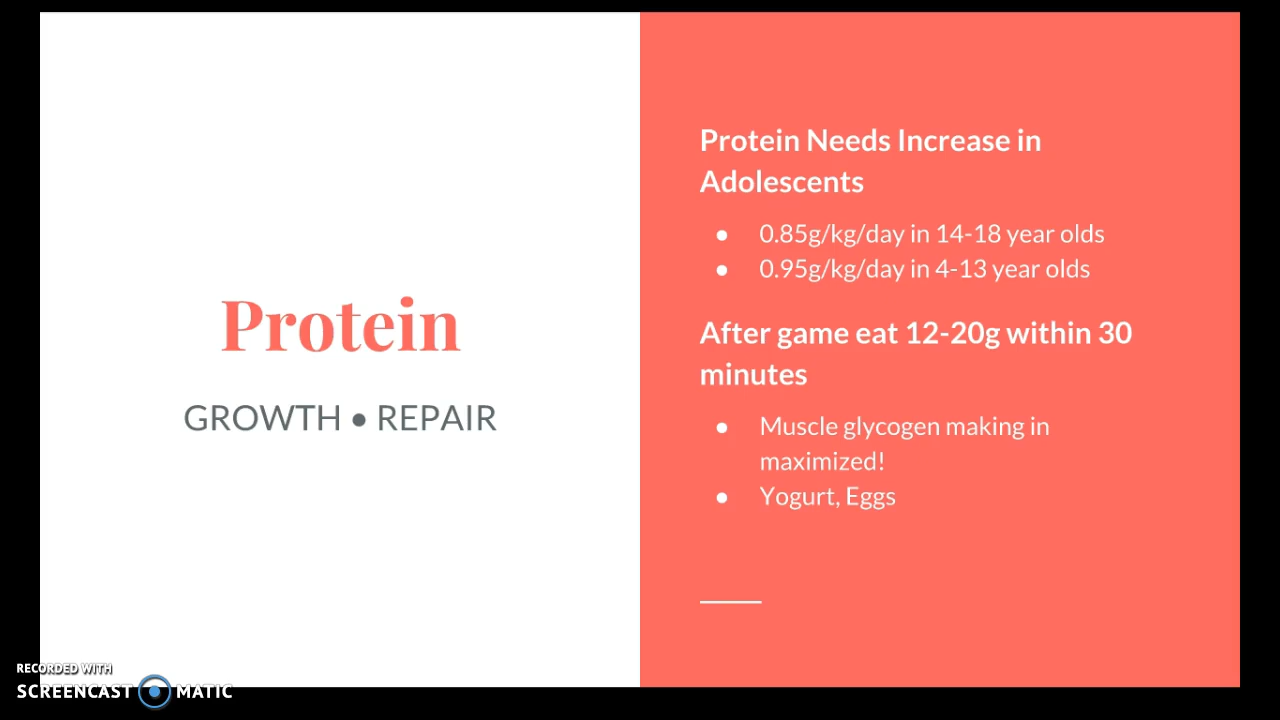 Protein
GROWTH • REPAIR
Protein Needs Increase in
Adolescents
● 0.85g/kg/day in 14-18 year olds
● 0.95g/kg/day in 4-13 year olds
After game eat 12-20g within 30
minutes
● Muscle glycogen making in
maximized!
● Yogurt, Eggs
RECORDED WITH
SCREENCAST MATIC